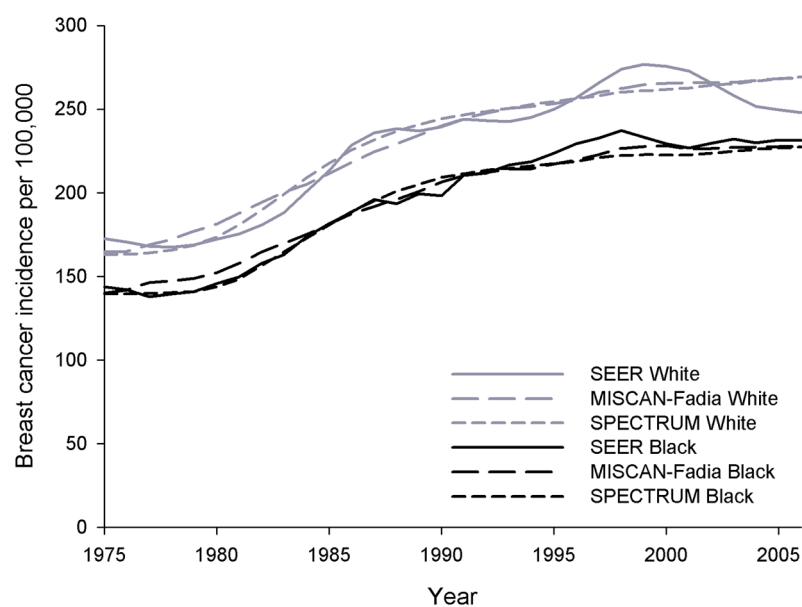 Breast cancer incidence per 100,000
300
250
200
150
100
50
0
SEER White
MISCAN-Fadia White
SPECTRUM White
SEER Black
MISCAN-Fadia Black
SPECTRUM Black
1975 1980 1985 1990 1995 2000 2005
Year